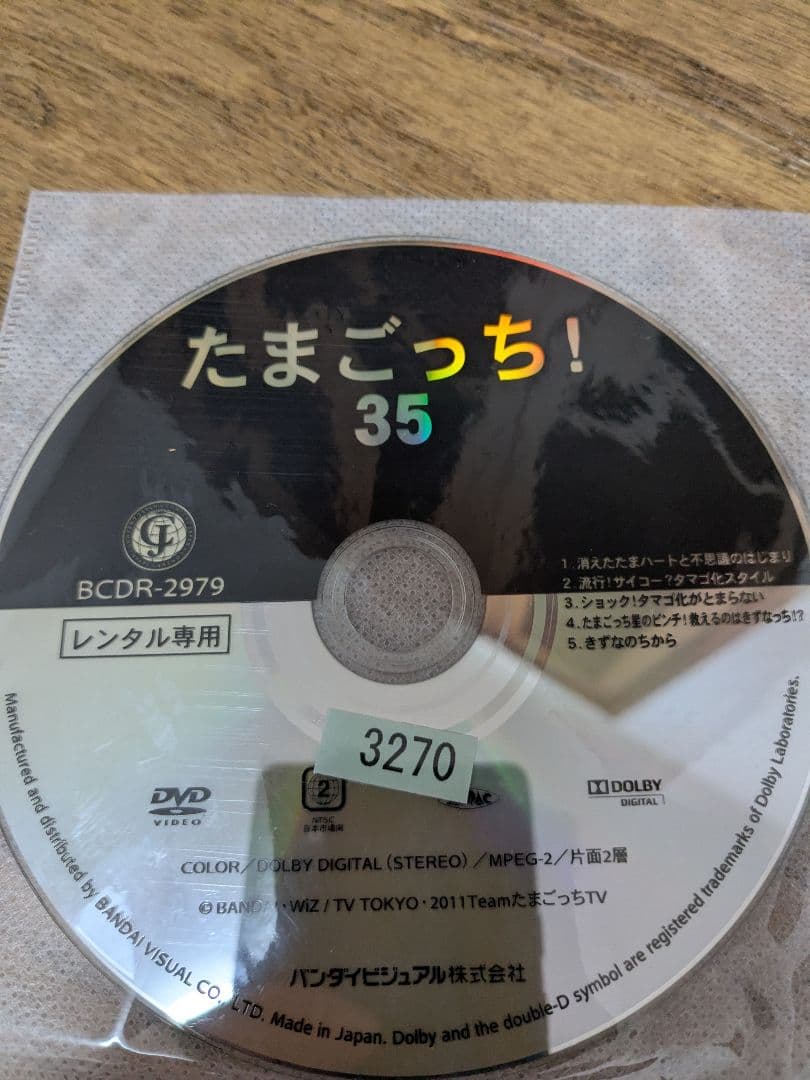 たまごっち!
35
BCDR-2979
レンタル専用
1.消えたたまハートと不思議のはじまり
2.流行!サイコー?タマゴ化スタイル
3.ショック!タマゴ化がとまらない
4.たまごっち星のピンチ!救えるのはきずなっち!?
5.きずなのちから
3270
DVD
VIDEO
2
NTSC
日本市場向
DOLBY
DIGITAL
COLOR/DOLBY DIGITAL (STEREO)/MPEG-2/片面2層
©BANDAI・WiZ / TV TOKYO・2011TeamたまごっちTV
バンダイビジュアル株式会社
Manufactured and distributed by BANDAI VISUAL CO., LTD. Made in Japan. Dolby and the double-D symbol are registered trademarks of Dolby Laboratories.